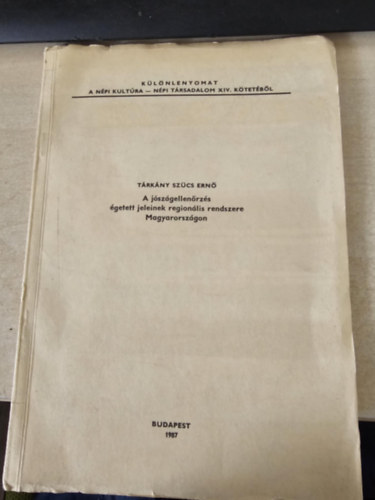 KÜLÖNLENYOMAT
A NÉPI KULTÚRA — NÉPI TÁRSADALOM XIV. KÖTETÉBŐL
TÁRKÁNY SZÜCS ERNŐ
A jószágellenőrzés
égetett jeleinek regionális rendszere
Magyarországon
BUDAPEST
1987